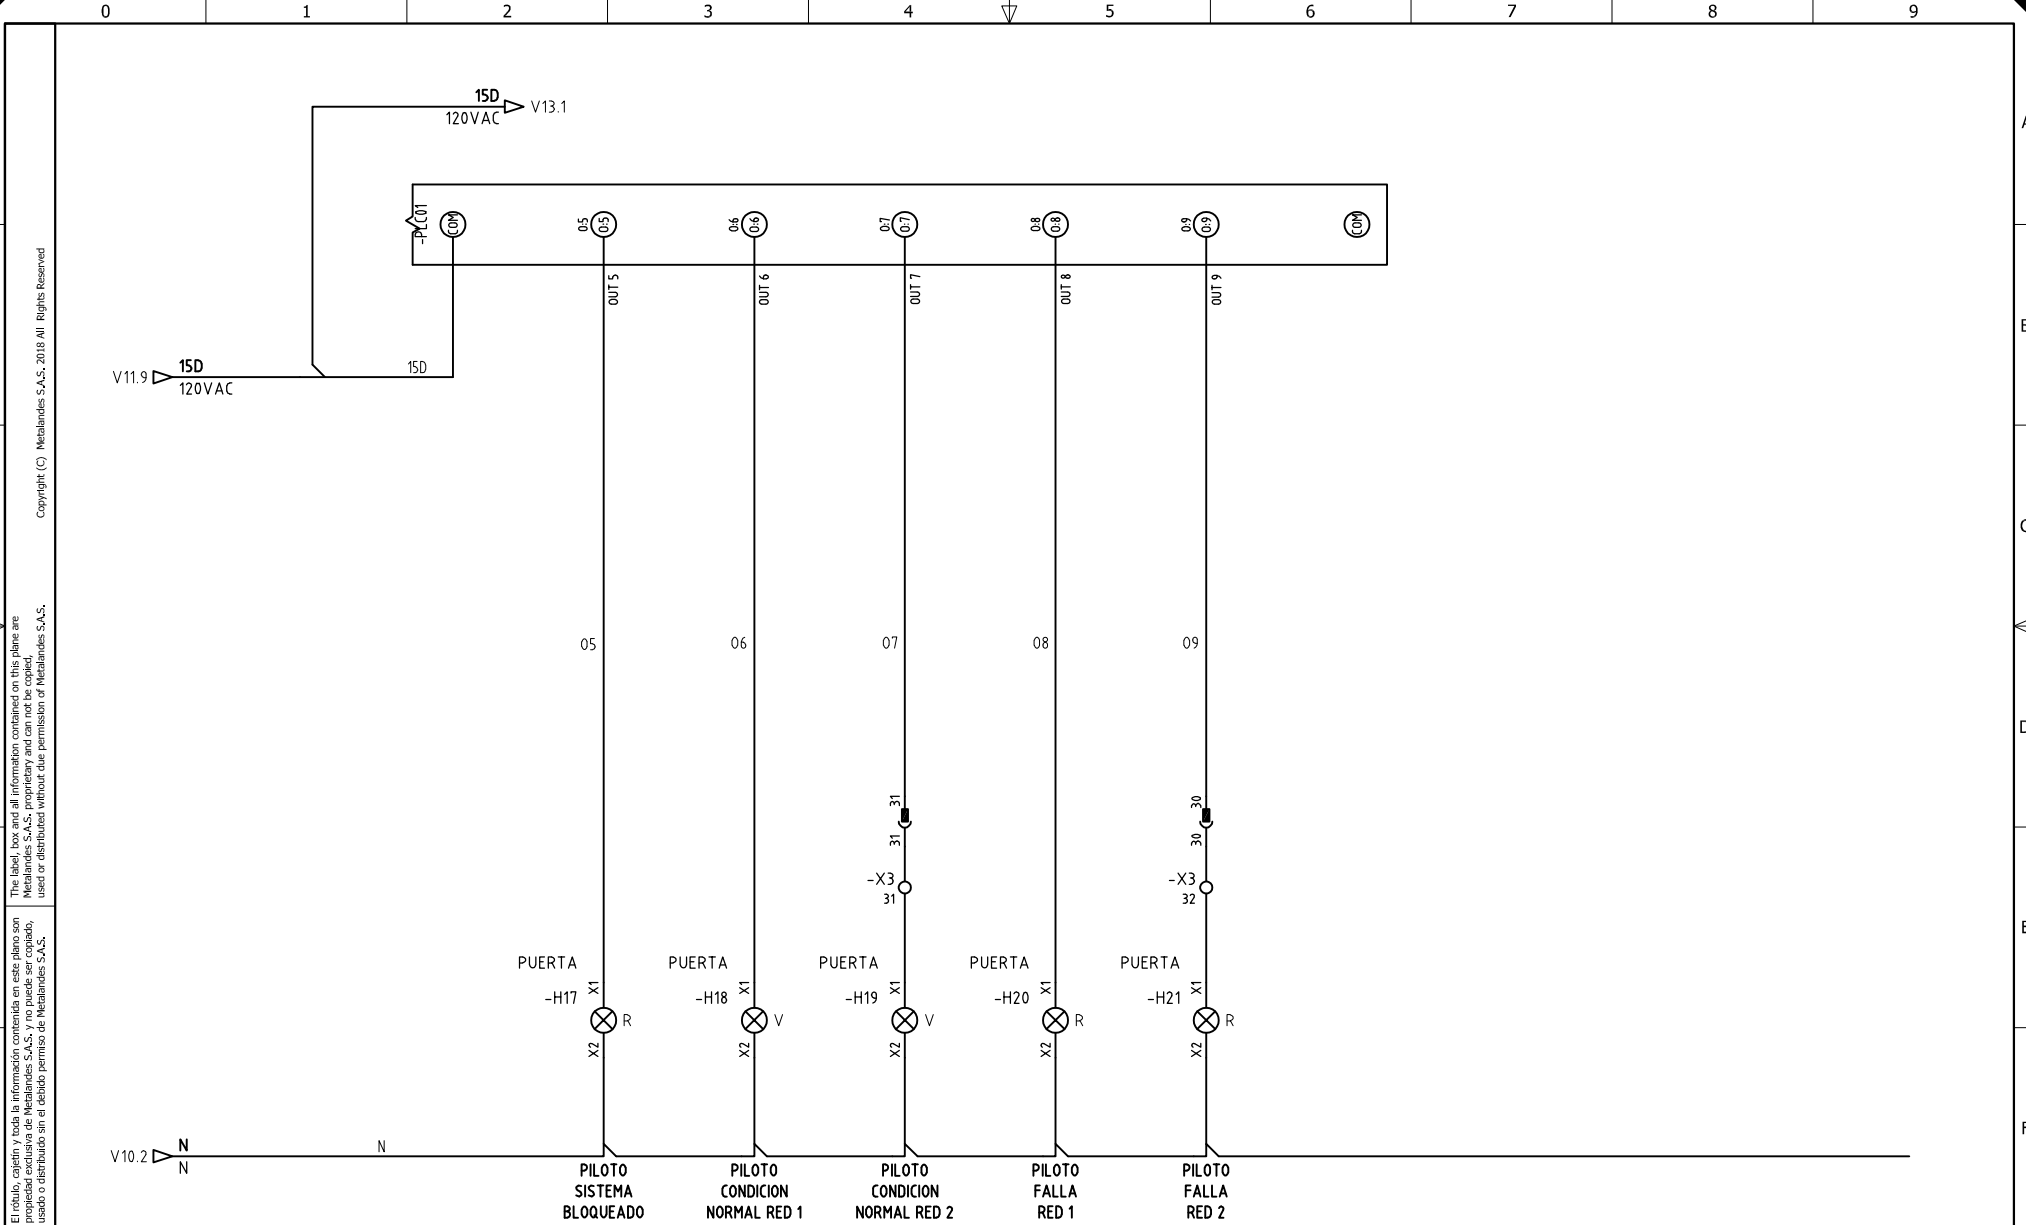 0 1 2 3 4 5 6 7 8 9
15D
120VAC
V13.1
-PLC01
COM
O:5 O:5
O:6 O:6
O:7 O:7
O:8 O:8
O:9 O:9
COM
OUT 5
OUT 6
OUT 7
OUT 8
OUT 9
V11.9
15D
120VAC
15D
05 06 07 08 09
31
31
-X3
31
30
30
-X3
32
PUERTA PUERTA PUERTA PUERTA PUERTA
X1 X1 X1 X1 X1
-H17 -H18 -H19 -H20 -H21
R V V R R
X2 X2 X2 X2 X2
V10.2
N
N
N
PILOTO
SISTEMA
BLOQUEADO
PILOTO
CONDICION
NORMAL RED 1
PILOTO
CONDICION
NORMAL RED 2
PILOTO
FALLA
RED 1
PILOTO
FALLA
RED 2
Copyright (C) Metalandes S.A.S. 2018 All Rights Reserved
The label, box and all information contained on this plane are
Metalandes S.A.S. proprietary and can not be copied,
used or distributed without due permission of Metalandes S.A.S.
El rótulo, cajetín y toda la información contenida en este plano son
propiedad exclusiva de Metalandes S.A.S. y no puede ser copiado,
usado o distribuido sin el debido permiso de Metalandes S.A.S.